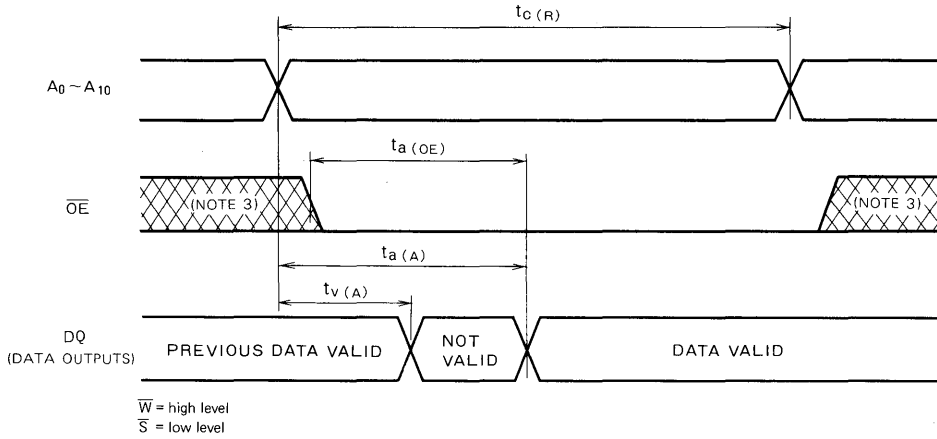 tC (R)
A0 ~ A10
ta (OE)
OE
(NOTE 3)
(NOTE 3)
ta (A)
tV (A)
DQ
(DATA OUTPUTS)
PREVIOUS DATA VALID
NOT
VALID
DATA VALID
W = high level
S = low level